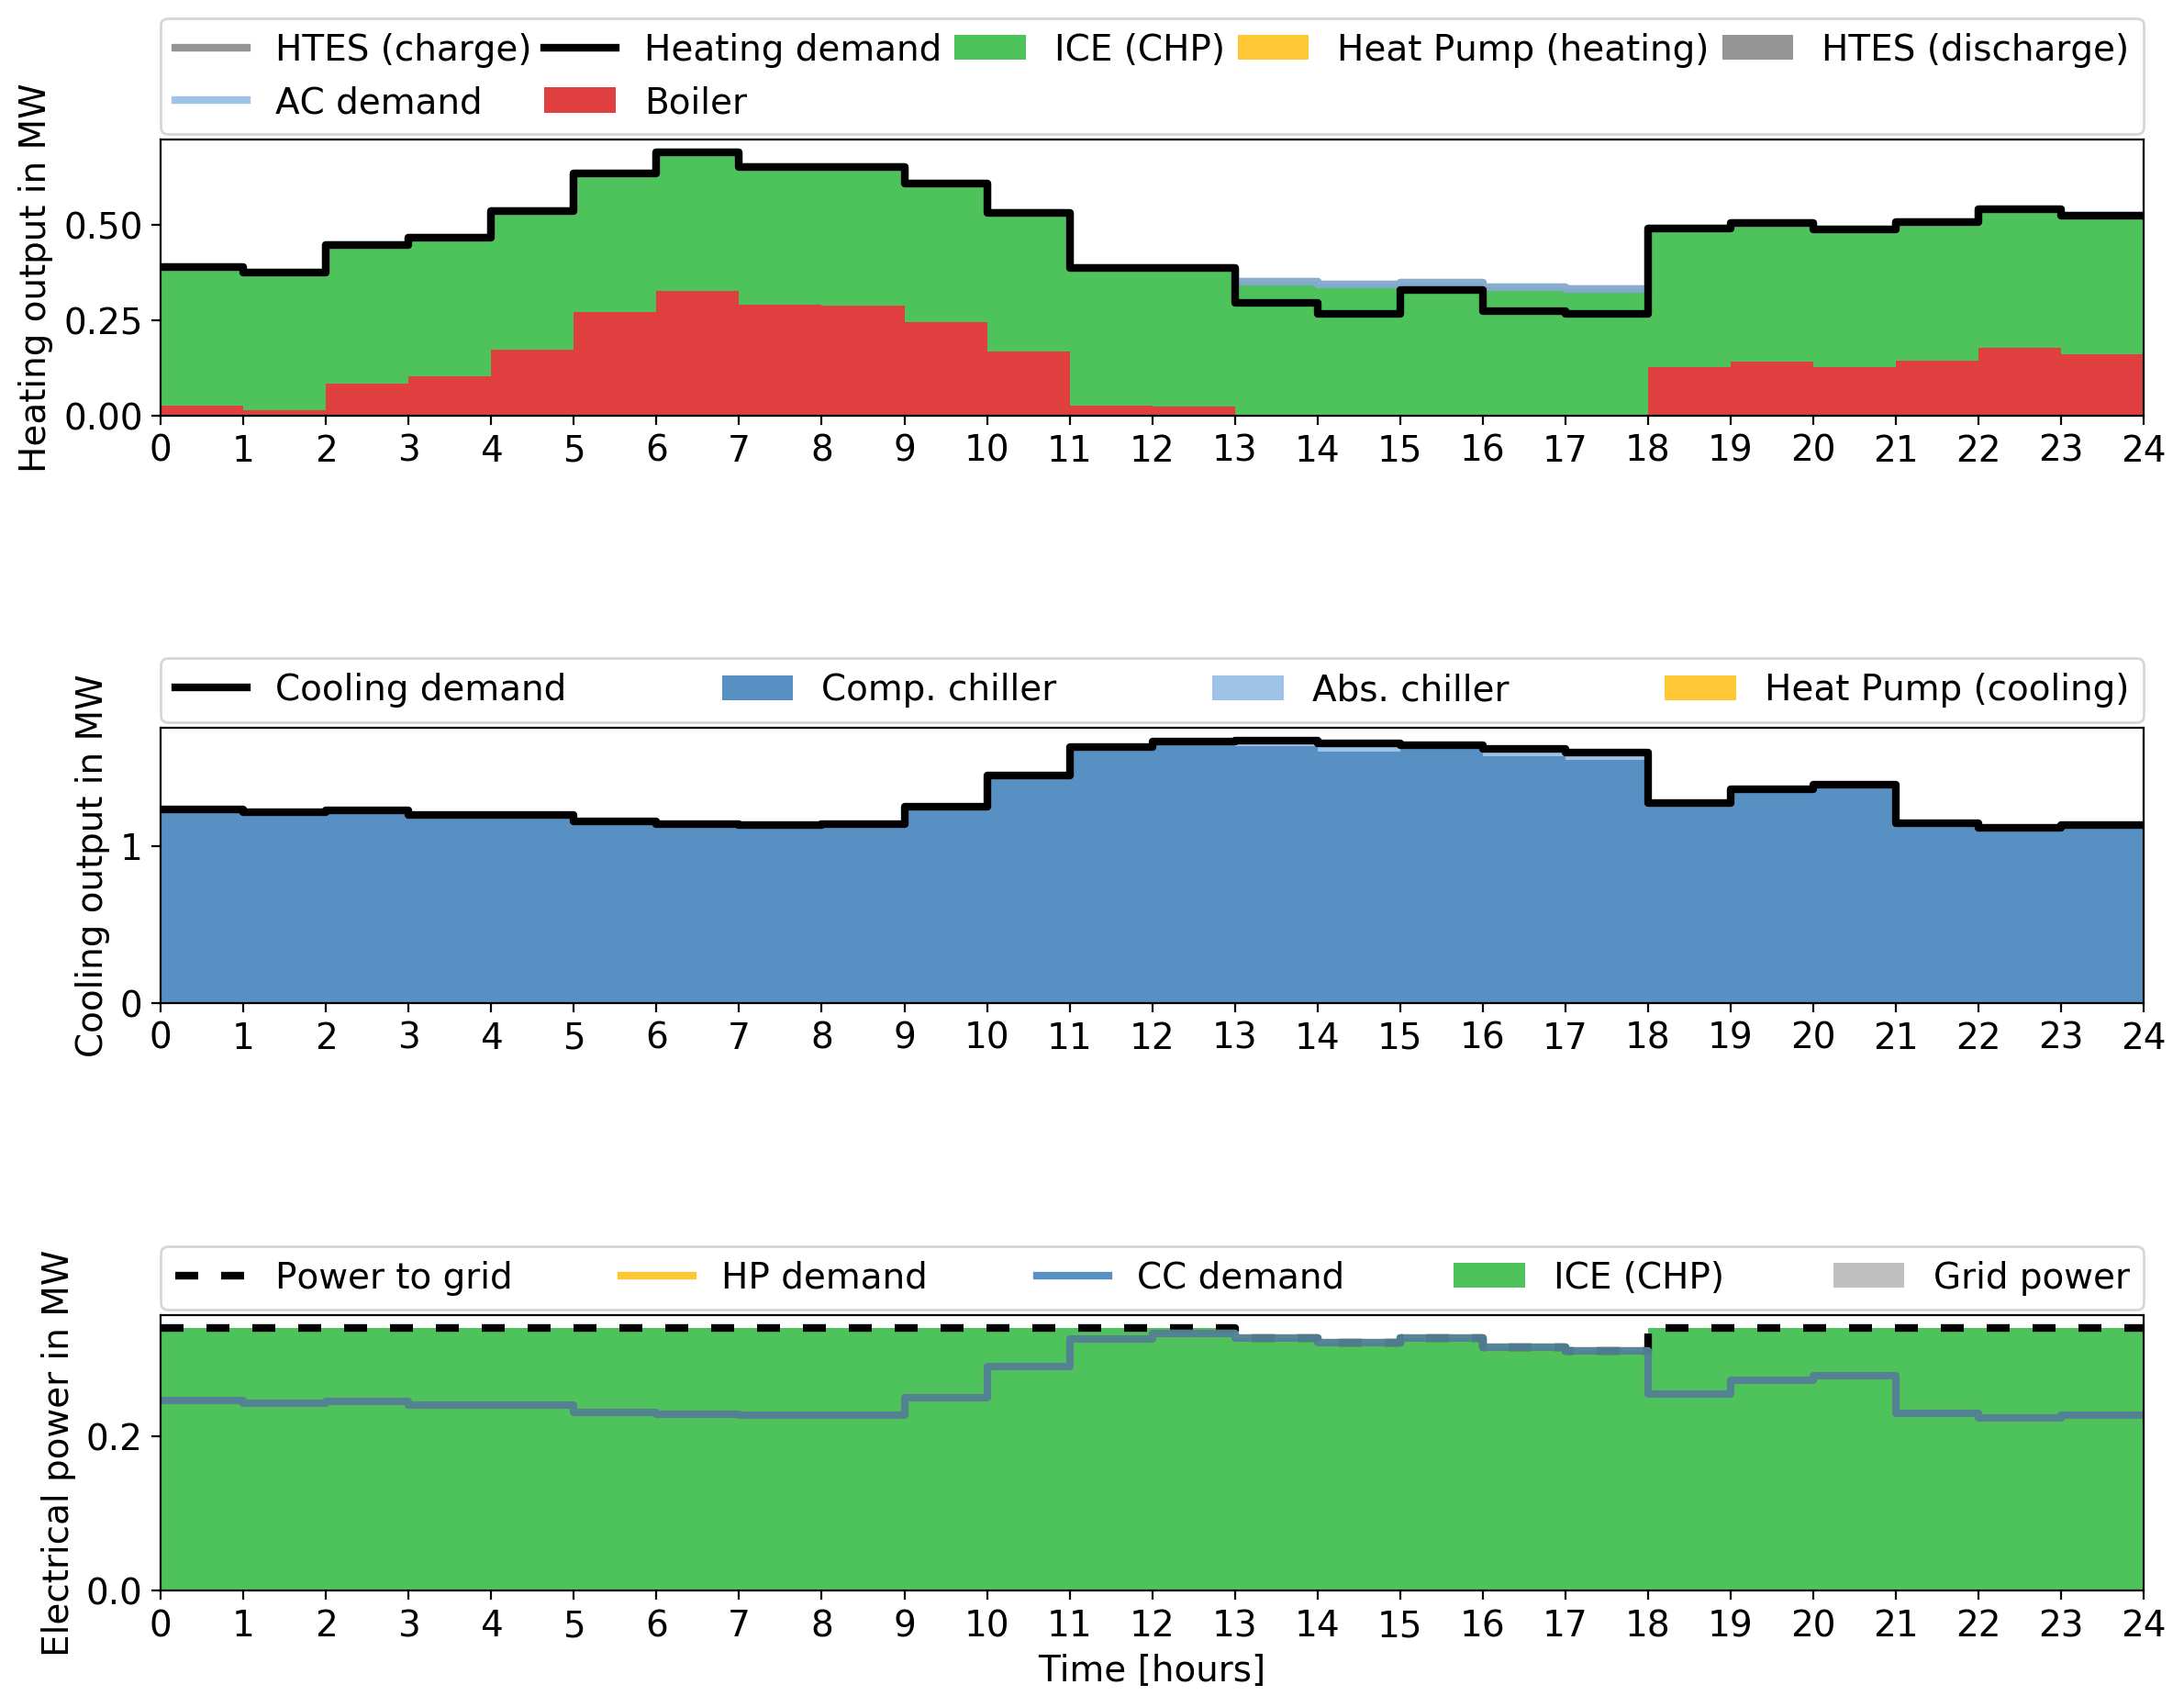 HTES (charge) Heating demand ICE (CHP) Heat Pump (heating) HTES (discharge)
AC demand Boiler
Heating output in MW
0.50
0.25
0.00
0 1 2 3 4 5 6 7 8 9 10 11 12 13 14 15 16 17 18 19 20 21 22 23 24
Cooling demand Comp. chiller Abs. chiller Heat Pump (cooling)
Cooling output in MW
1
0
0 1 2 3 4 5 6 7 8 9 10 11 12 13 14 15 16 17 18 19 20 21 22 23 24
Power to grid HP demand CC demand ICE (CHP) Grid power
Electrical power in MW
0.2
0.0
0 1 2 3 4 5 6 7 8 9 10 11 12 13 14 15 16 17 18 19 20 21 22 23 24
Time [hours]